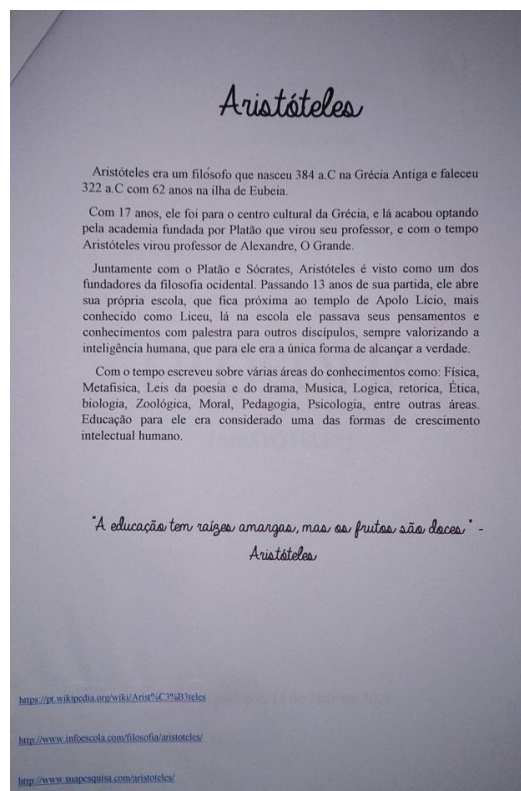 Aristóteles
Aristóteles era um filósofo que nasceu 384 a.C na Grécia Antiga e faleceu
322 a.C com 62 anos na ilha de Eubeia.
Com 17 anos, ele foi para o centro cultural da Grécia, e lá acabou optando
pela academia fundada por Platão que virou seu professor, e com o tempo
Aristóteles virou professor de Alexandre, O Grande.
Juntamente com o Platão e Sócrates, Aristóteles é visto como um dos
fundadores da filosofia ocidental. Passando 13 anos de sua partida, ele abre
sua própria escola, que fica próxima ao templo de Apolo Lício, mais
conhecido como Liceu, lá na escola ele passava seus pensamentos e
conhecimentos com palestra para outros discípulos, sempre valorizando a
inteligência humana, que para ele era a única forma de alcançar a verdade.
Com o tempo escreveu sobre várias áreas do conhecimentos como: Física,
Metafisica, Leis da poesia e do drama, Musica, Logica, retorica, Ética,
biologia, Zoológica, Moral, Pedagogia, Psicologia, entre outras áreas.
Educação para ele era considerado uma das formas de crescimento
intelectual humano.
"A educação tem raízes amargas, mas os frutos são doces." -
Aristóteles
https://pt.wikipedia.org/wiki/Arist%C3%B3teles
http://www.infoescola.com/filosofia/aristoteles/
http://www.suapesquisa.com/aristoteles/